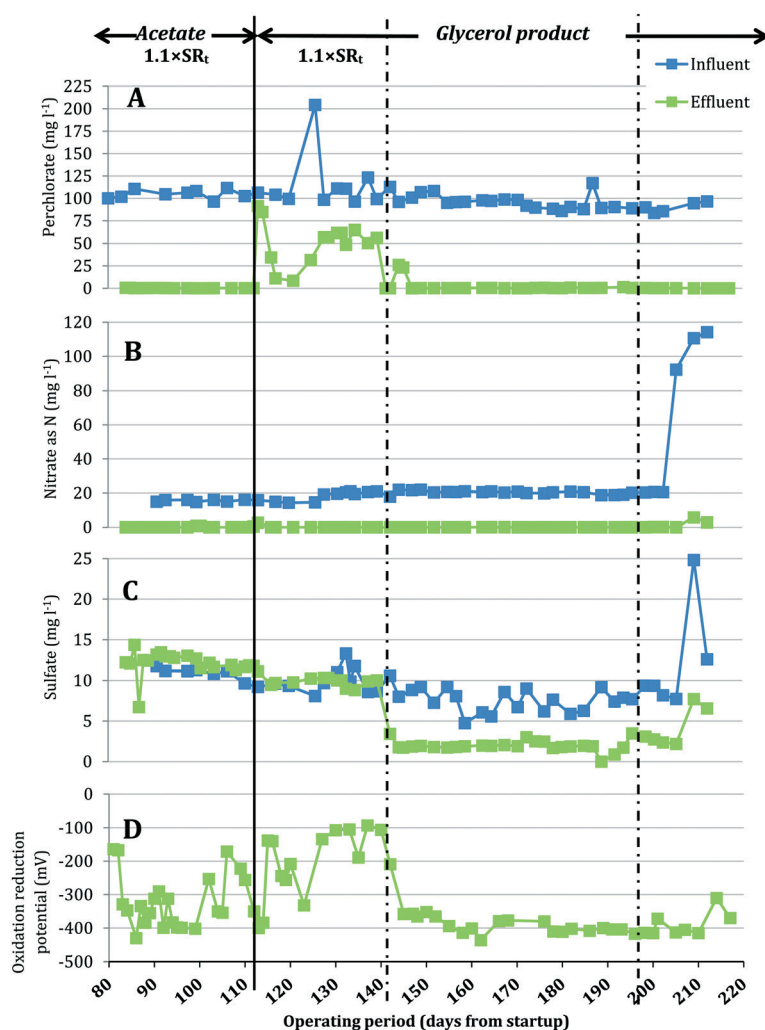 Acetate
Glycerol product
1.1×SRt
1.1×SRt
Influent
Effluent
A
Perchlorate (mg l-1)
225
200
175
150
125
100
75
50
25
0
B
Nitrate as N (mg l-1)
120
100
80
60
40
20
0
C
Sulfate (mg l-1)
25
20
15
10
5
0
D
Oxidation reduction
potential (mV)
0
-100
-200
-300
-400
-500
80 90 100 110 120 130 140 150 160 170 180 190 200 210 220
Operating period (days from startup)